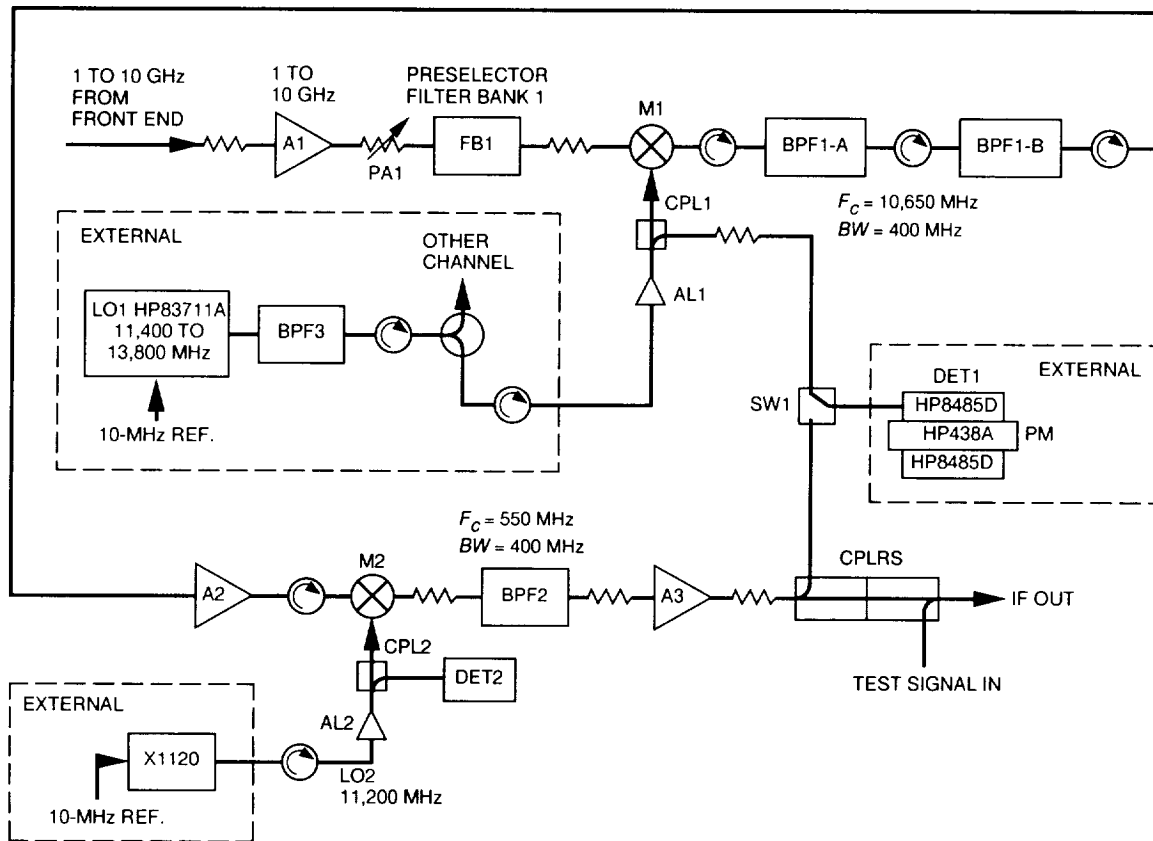 1 TO 10 GHz
FROM
FRONT END
1 TO
10 GHz
A1
PRESELECTOR
FILTER BANK 1
PA1
FB1
M1
BPF1-A
BPF1-B
F_C = 10,650 MHz
BW = 400 MHz
CPL1
AL1
EXTERNAL
OTHER
CHANNEL
LO1 HP83711A
11,400 TO
13,800 MHz
BPF3
10-MHz REF.
SW1
DET1
EXTERNAL
HP8485D
HP438A
PM
HP8485D
F_C = 550 MHz
BW = 400 MHz
A2
M2
BPF2
A3
CPLRS
IF OUT
TEST SIGNAL IN
CPL2
DET2
AL2
EXTERNAL
X1120
10-MHz REF.
LO2
11,200 MHz